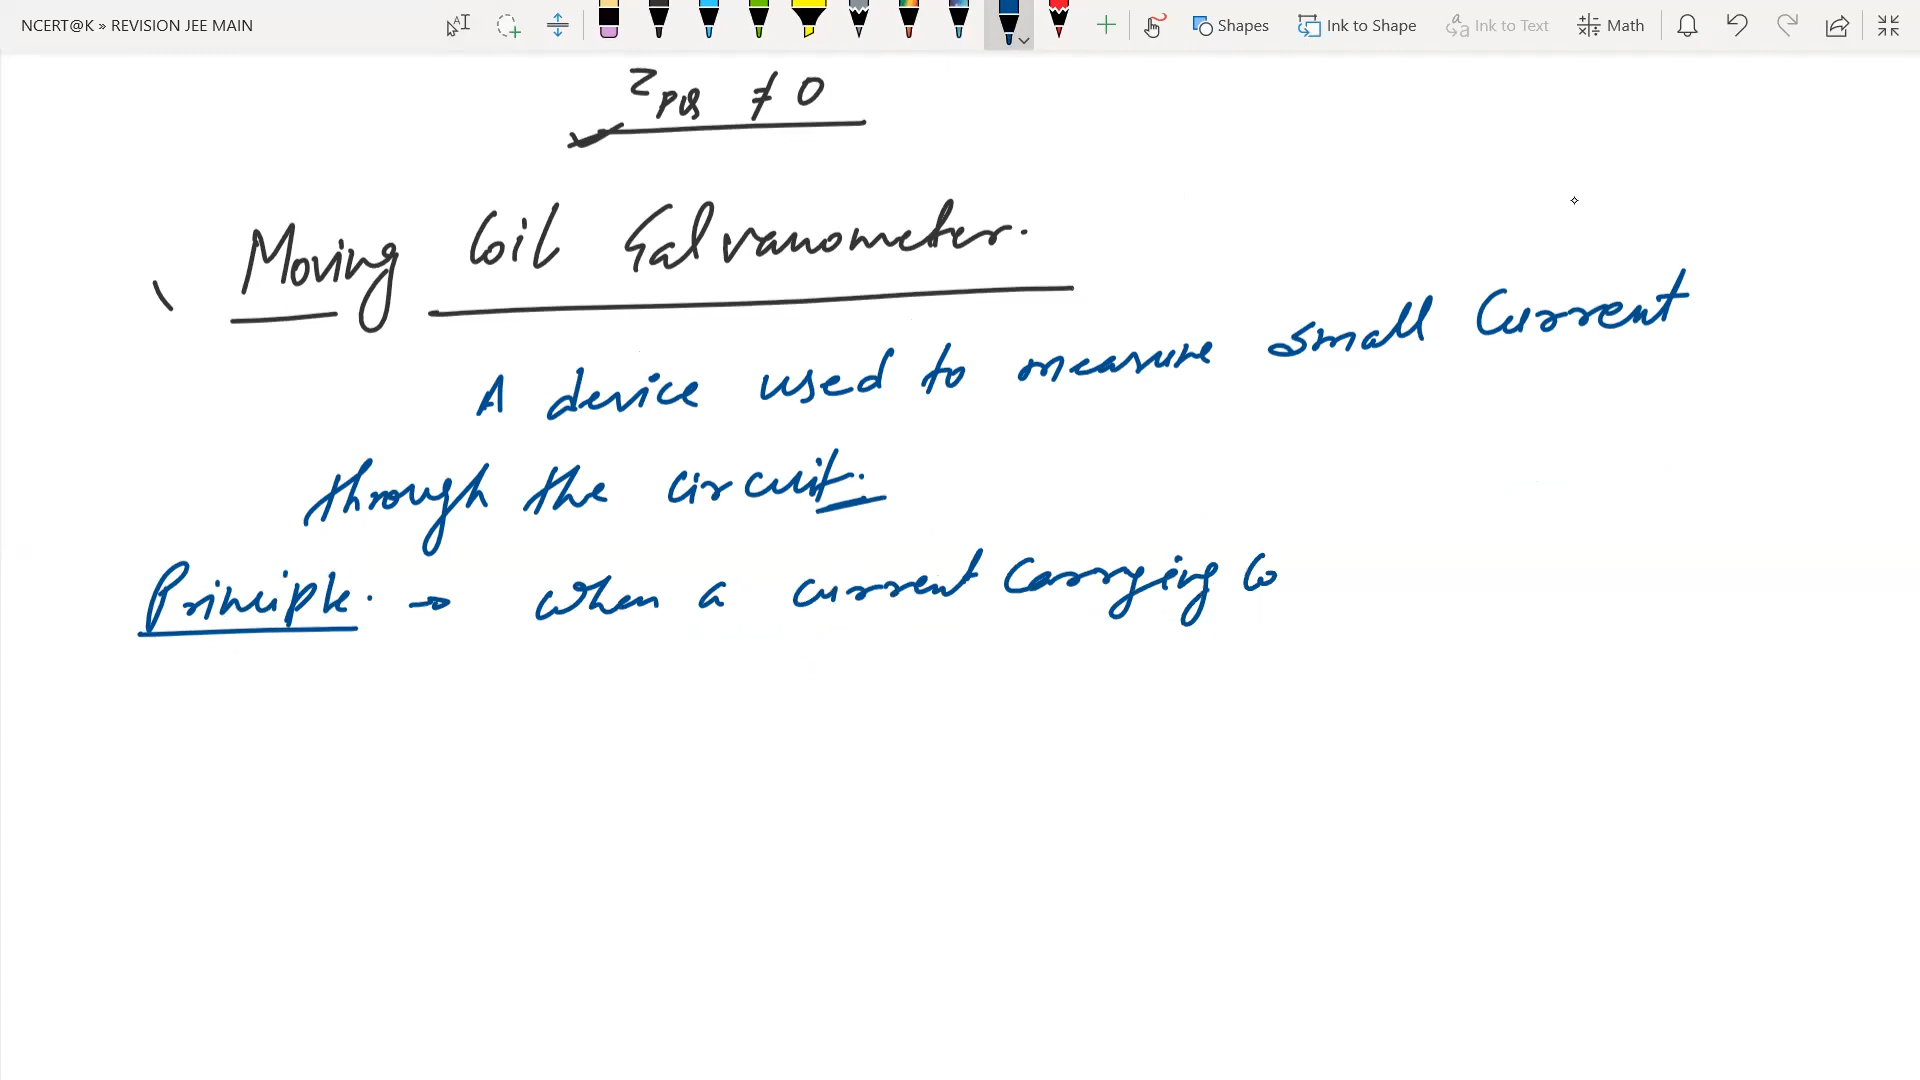 NCERT@K » REVISION JEE MAIN Shapes Ink to Shape Ink to Text Math
≠ 0
Moving Coil Galvanometer.
A device used to measure small Current
through the circuit.
Principle. → when a current carrying co